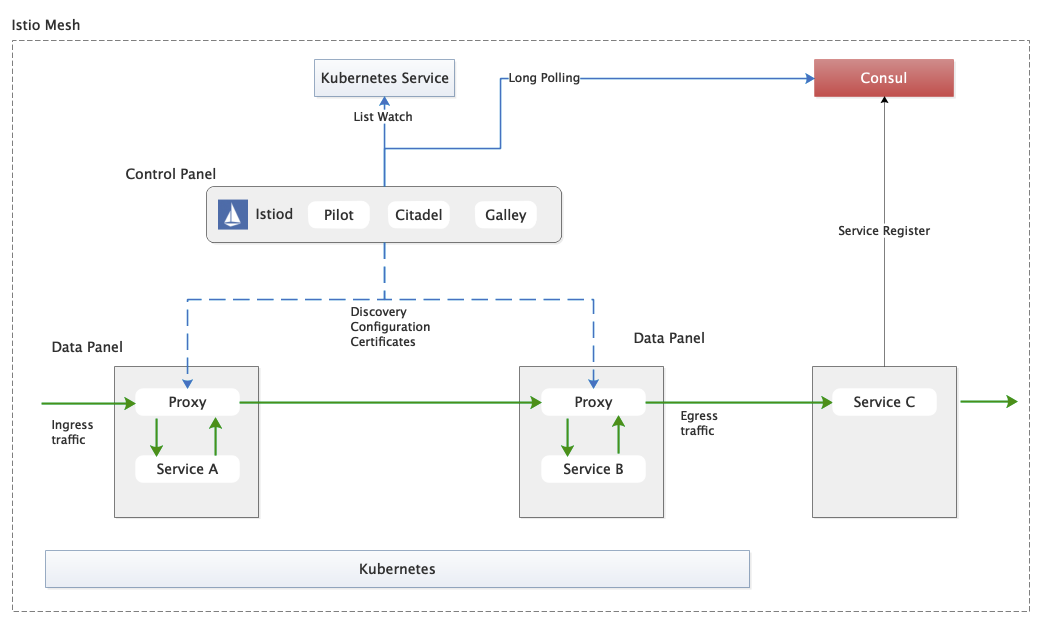 Istio Mesh
Kubernetes Service
Long Polling
Consul
List Watch
Control Panel
Istiod
Pilot
Citadel
Galley
Service Register
Discovery
Configuration
Certificates
Data Panel
Data Panel
Proxy
Proxy
Service C
Ingress
traffic
Egress
traffic
Service A
Service B
Kubernetes